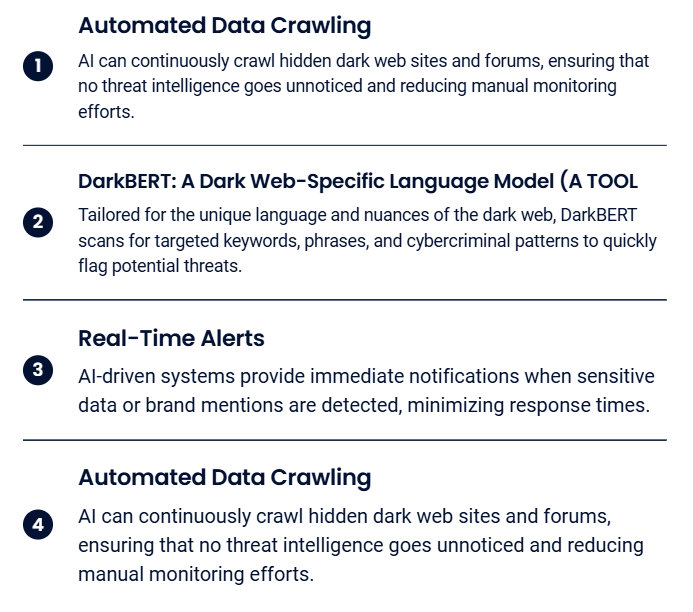 Automated Data Crawling
1
AI can continuously crawl hidden dark web sites and forums, ensuring that
no threat intelligence goes unnoticed and reducing manual monitoring
efforts.
DarkBERT: A Dark Web-Specific Language Model (A TOOL
2
Tailored for the unique language and nuances of the dark web, DarkBERT
scans for targeted keywords, phrases, and cybercriminal patterns to quickly
flag potential threats.
Real-Time Alerts
3
AI-driven systems provide immediate notifications when sensitive
data or brand mentions are detected, minimizing response times.
Automated Data Crawling
4
AI can continuously crawl hidden dark web sites and forums,
ensuring that no threat intelligence goes unnoticed and reducing
manual monitoring efforts.